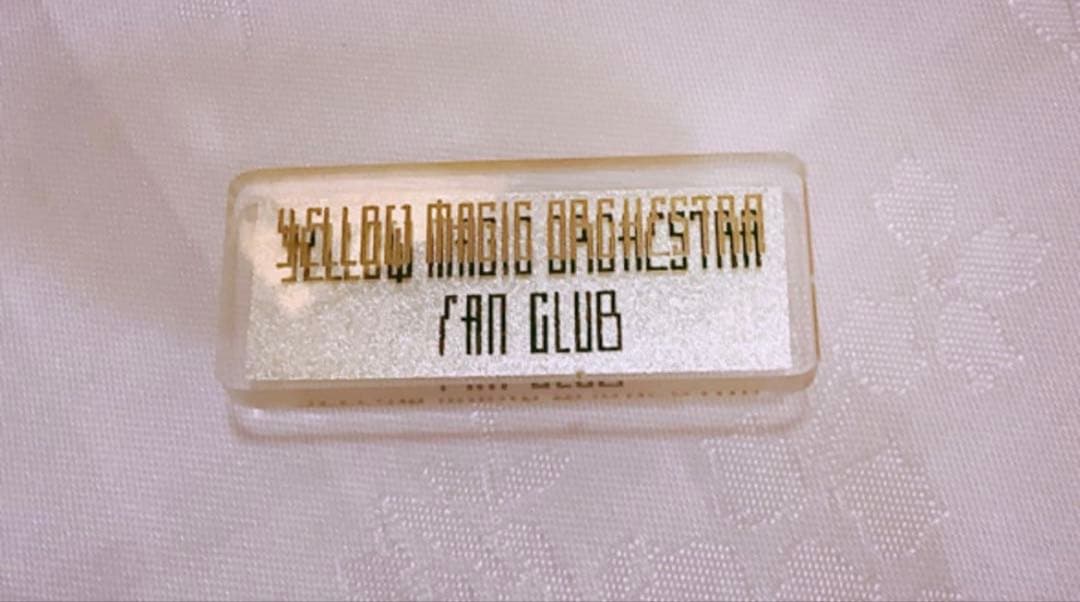 YELLOW MAGIC ORCHESTRA
FAN CLUB